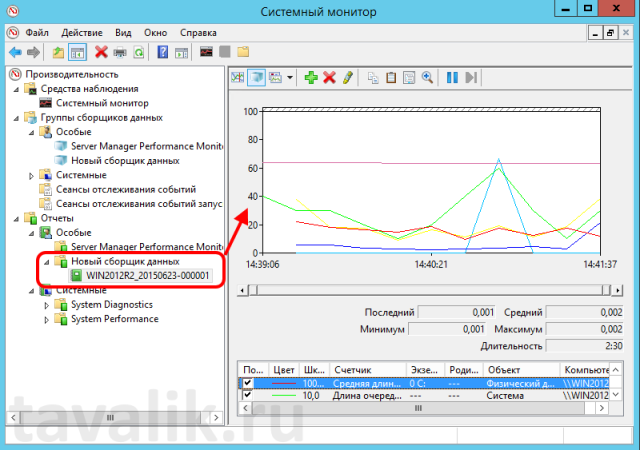 Системный монитор
Файл Действие Вид Окно Справка
Производительность
Средства наблюдения
Системный монитор
Группы сборщиков данных
Особые
Server Manager Performance Monito
Новый сборщик данных
Системные
Сеансы отслеживания событий
Сеансы отслеживания событий запус
Отчеты
Особые
Server Manager Performance Monito
Новый сборщик данных
WIN2012R2_20150623-000001
Системные
System Diagnostics
System Performance
100
80
60
40
20
0
14:39:06 14:40:21 14:41:37
Последний 0,001 Средний 0,002
Минимум 0,001 Максимум 0,002
Длительность 2:30
По... Цвет Шк... Счетчик Экзе... Роди... Объект Компьюте
100... Средняя длин... 0 C: --- Физический д... \\WIN2012
10,0 Длина очеред... --- --- Система \\WIN2012
tavalik.ru